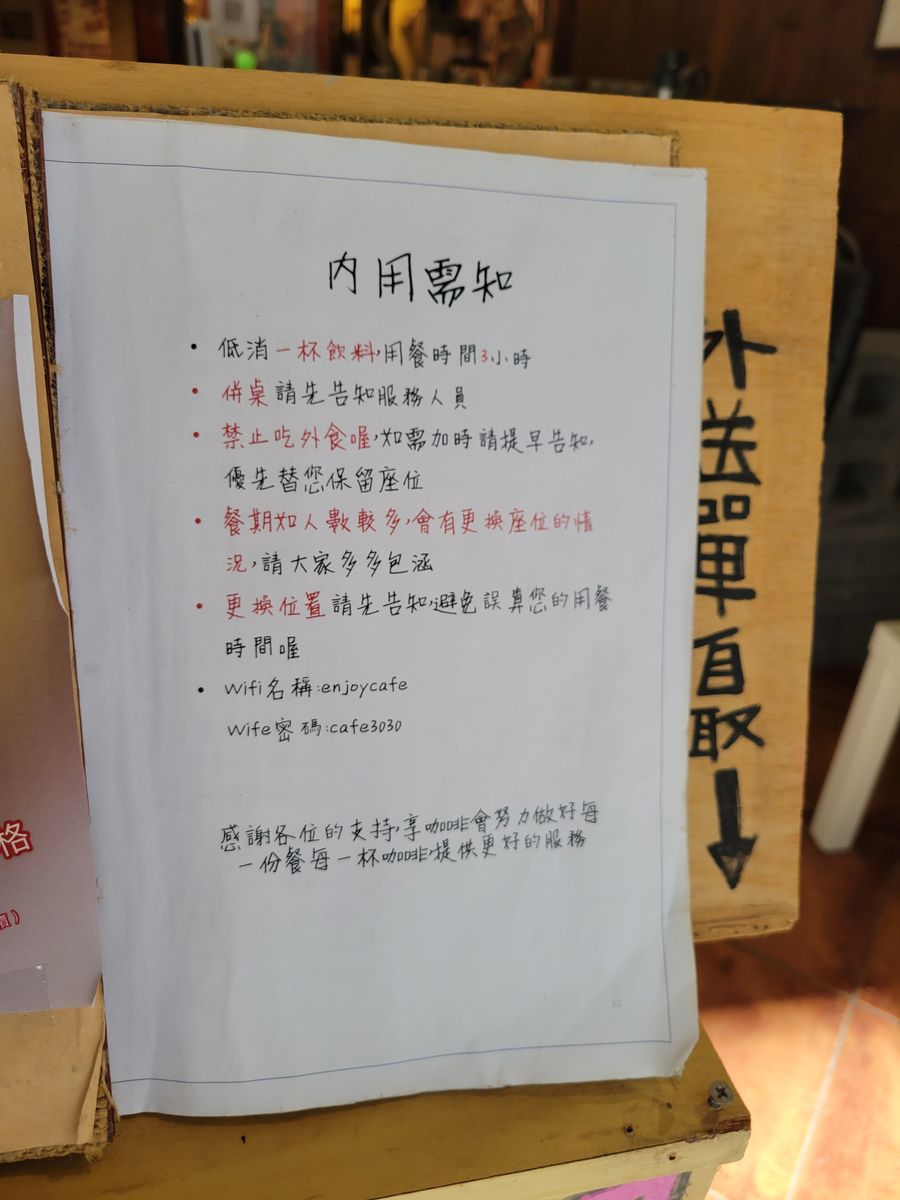 內用需知
• 低消一杯飲料,用餐時間3小時
• 併桌請先告知服務人員
• 禁止吃外食喔,如需加時請提早告知,
優先替您保留座位
• 餐期如人數較多,會有更換座位的情
況,請大家多多包涵
• 更換位置請先告知,避免誤算您的用餐
時間喔
• Wifi名稱:enjoycafe
Wife密碼:cafe3030
感謝各位的支持,享咖啡會努力做好每
一份餐每一杯咖啡,提供更好的服務
12
外送單自取
格